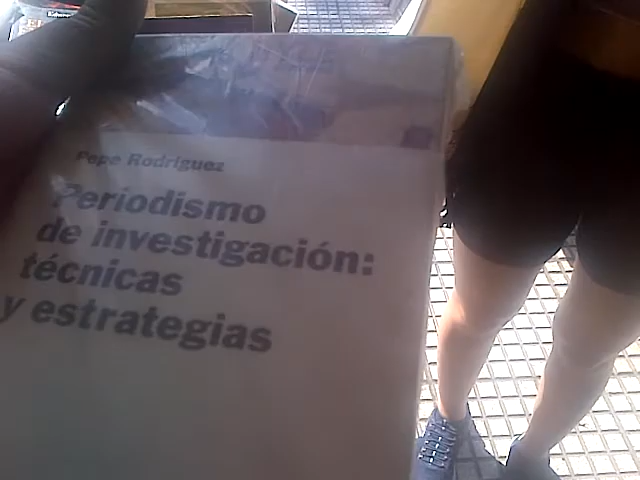 Pepe Rodríguez
Periodismo
de investigación:
técnicas
y estrategias